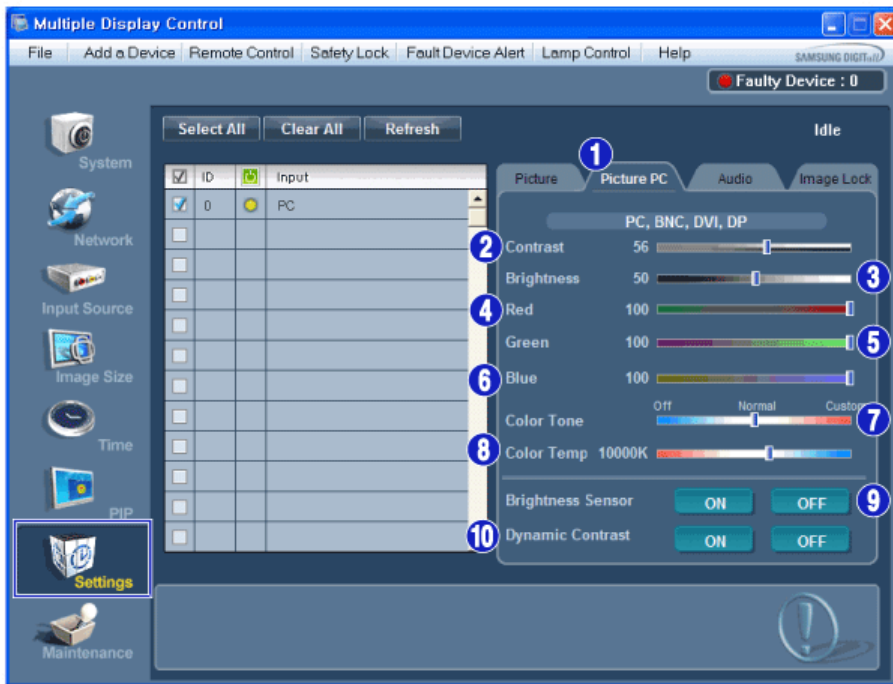 Multiple Display Control
File Add a Device Remote Control Safety Lock Fault Device Alert Lamp Control Help SAMSUNG DIGITall
Faulty Device : 0
System
Network
Input Source
Image Size
Time
PIP
Settings
Maintenance
Select All Clear All Refresh
Idle
ID Input
0 PC
1
Picture Picture PC Audio Image Lock
PC, BNC, DVI, DP
2 Contrast 56
Brightness 50 3
4 Red 100
Green 100 5
6 Blue 100
Off Normal Custom
Color Tone 7
8 Color Temp 10000K
Brightness Sensor ON OFF 9
10 Dynamic Contrast ON OFF